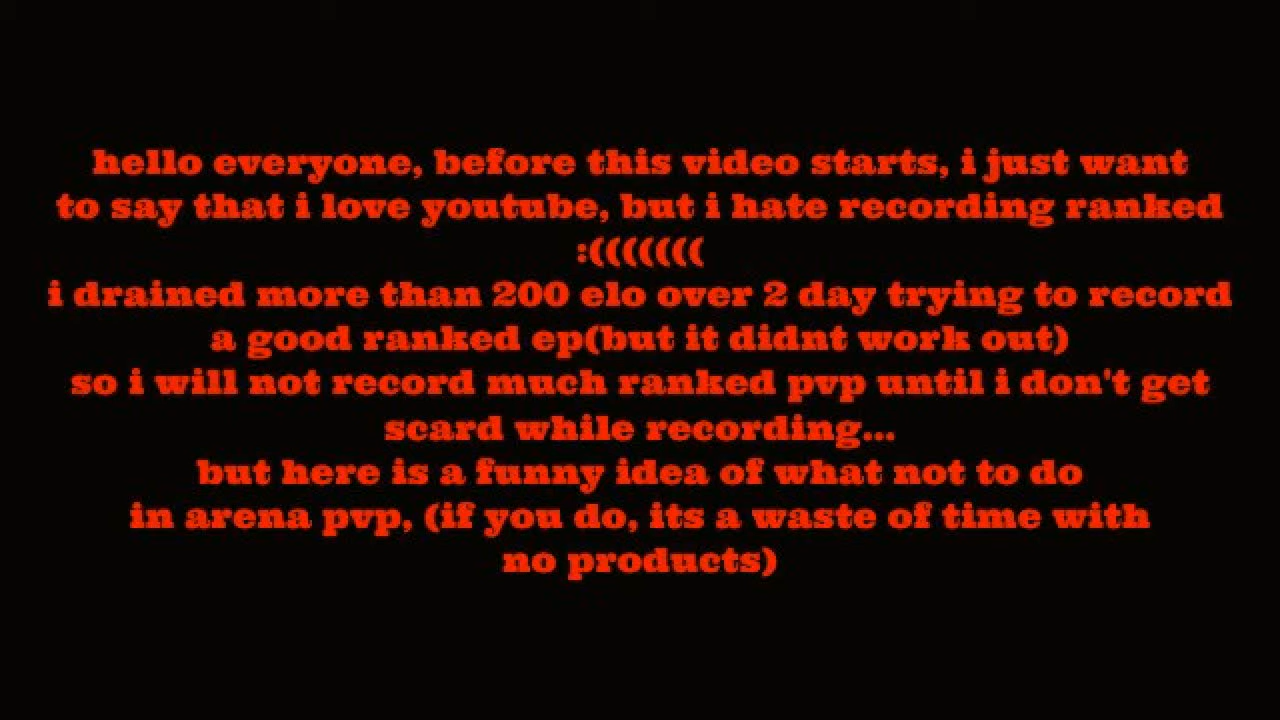 hello everyone, before this video starts, i just want
to say that i love youtube, but i hate recording ranked
:(((((((
i drained more than 200 elo over 2 day trying to record
a good ranked ep(but it didnt work out)
so i will not record much ranked pvp until i don't get
scard while recording...
but here is a funny idea of what not to do
in arena pvp, (if you do, its a waste of time with
no products)